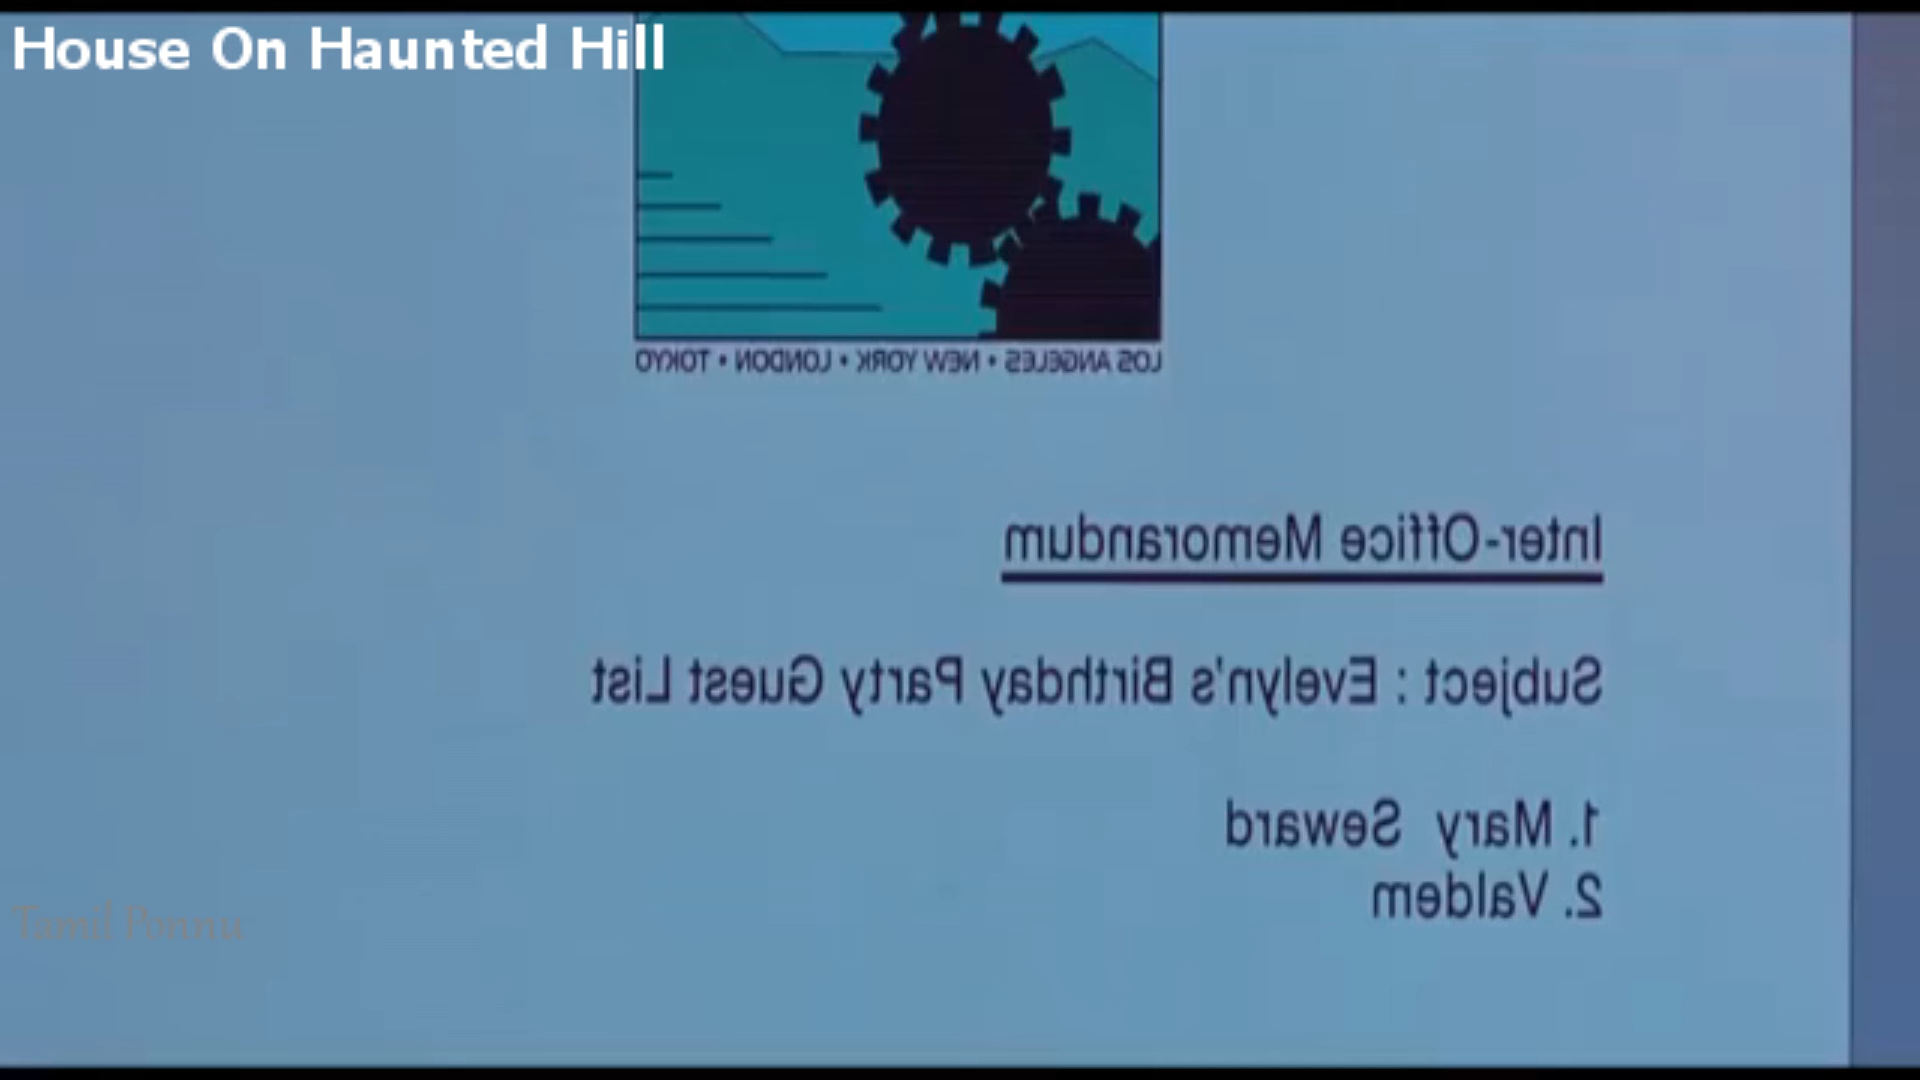 House On Haunted Hill
LOS ANGELES • NEW YORK • LONDON • TOKYO
Inter-Office Memorandum
Subject : Evelyn's Birthday Party Guest List
1. Mary Seward
2. Valdem
Tamil Ponnu